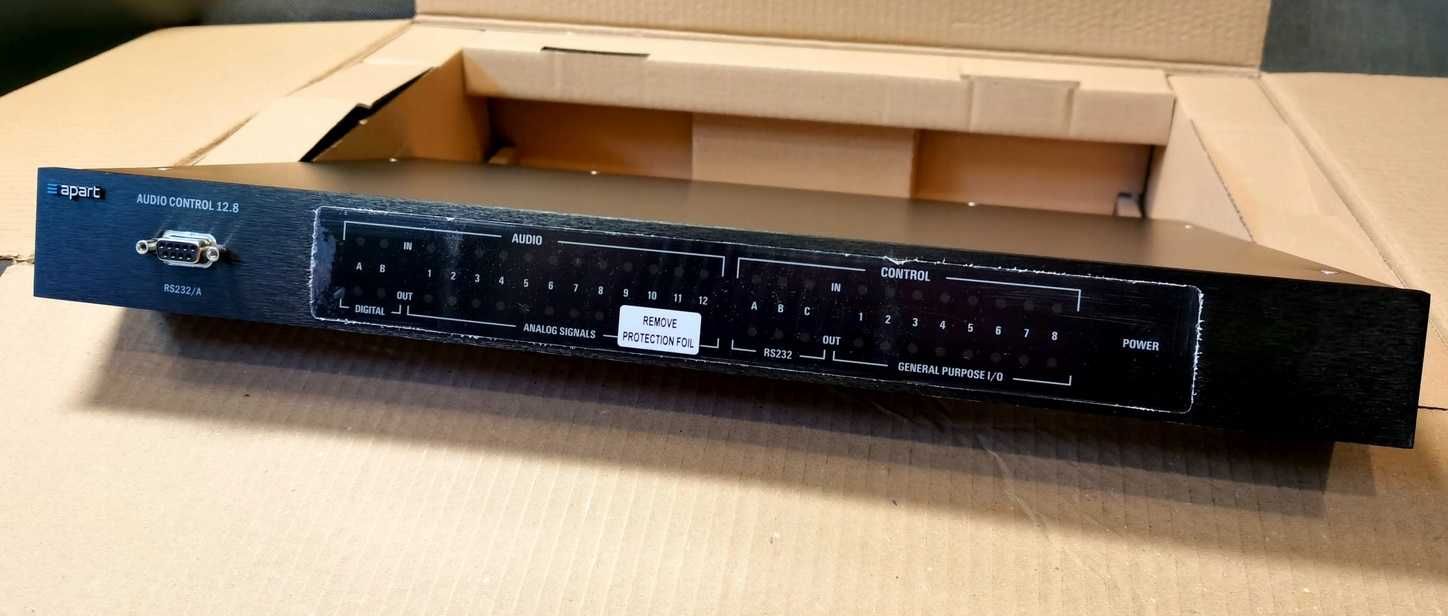 apart
AUDIO CONTROL 12.8
RS232/A
AUDIO
IN
A B
1 2 3 4 5 6 7 8 9 10 11 12
OUT
DIGITAL
ANALOG SIGNALS
REMOVE
PROTECTION FOIL
CONTROL
IN
A B C
1 2 3 4 5 6 7 8
OUT
RS232
GENERAL PURPOSE I/O
POWER